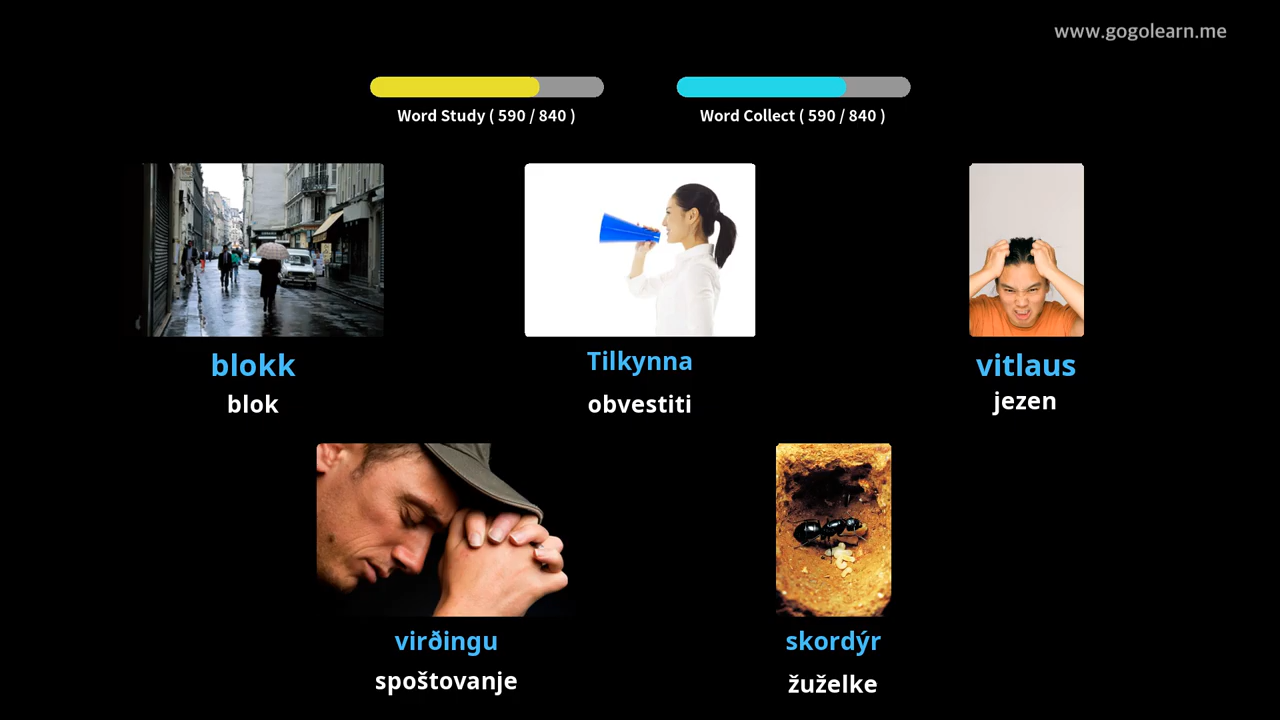 www.gogolearn.me
Word Study ( 590 / 840 )
Word Collect ( 590 / 840 )
blokk
blok
Tilkynna
obvestiti
vitlaus
jezen
virðingu
spoštovanje
skordýr
žuželke